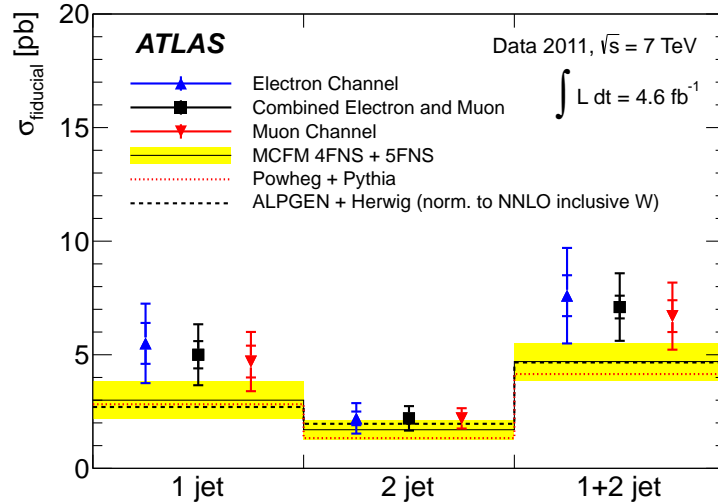 σfiducial [pb]
20
15
10
5
0
ATLAS
Data 2011, √s = 7 TeV
∫ L dt = 4.6 fb-1
Electron Channel
Combined Electron and Muon
Muon Channel
MCFM 4FNS + 5FNS
Powheg + Pythia
ALPGEN + Herwig (norm. to NNLO inclusive W)
1 jet
2 jet
1+2 jet